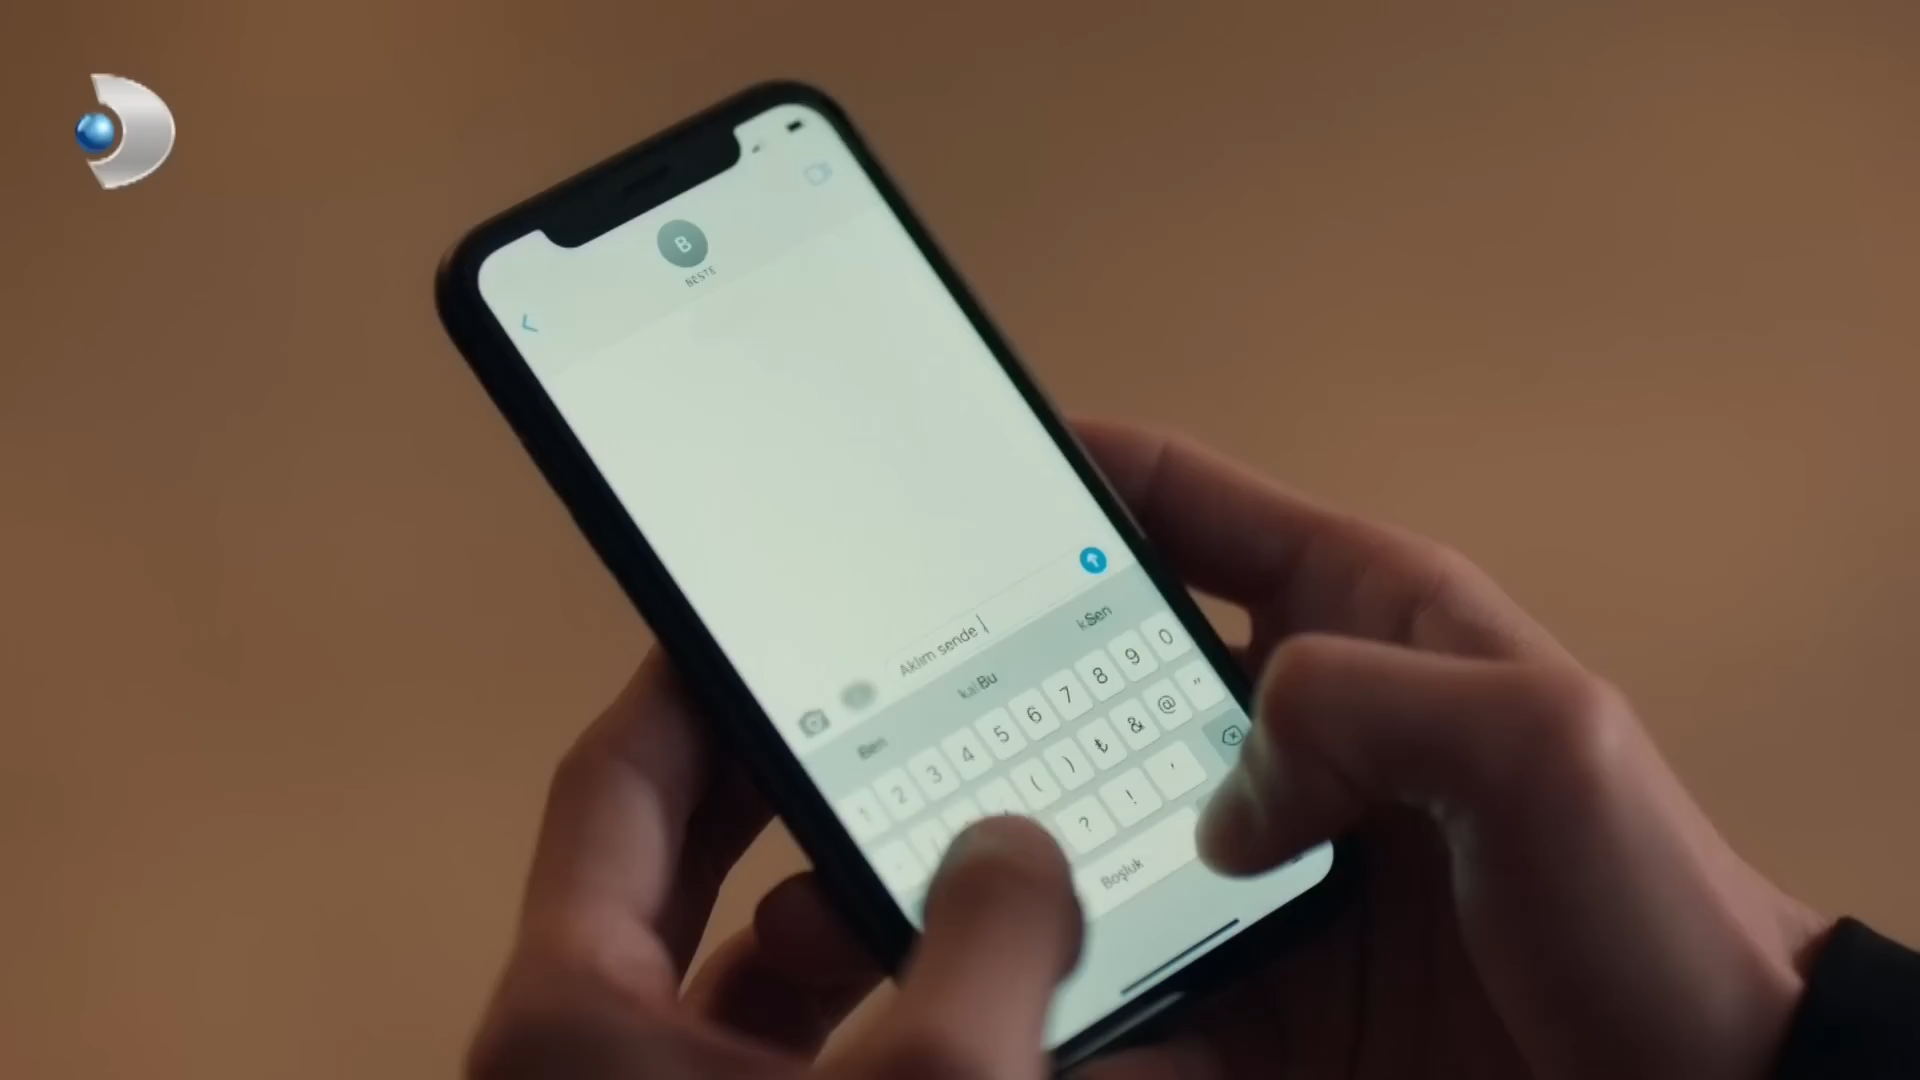 B
BESTE
Aklım sende
Ben
Bu
Sen
1 2 3 4 5 6 7 8 9 0
( ) ₺ & @ "
? ! '
Boşluk